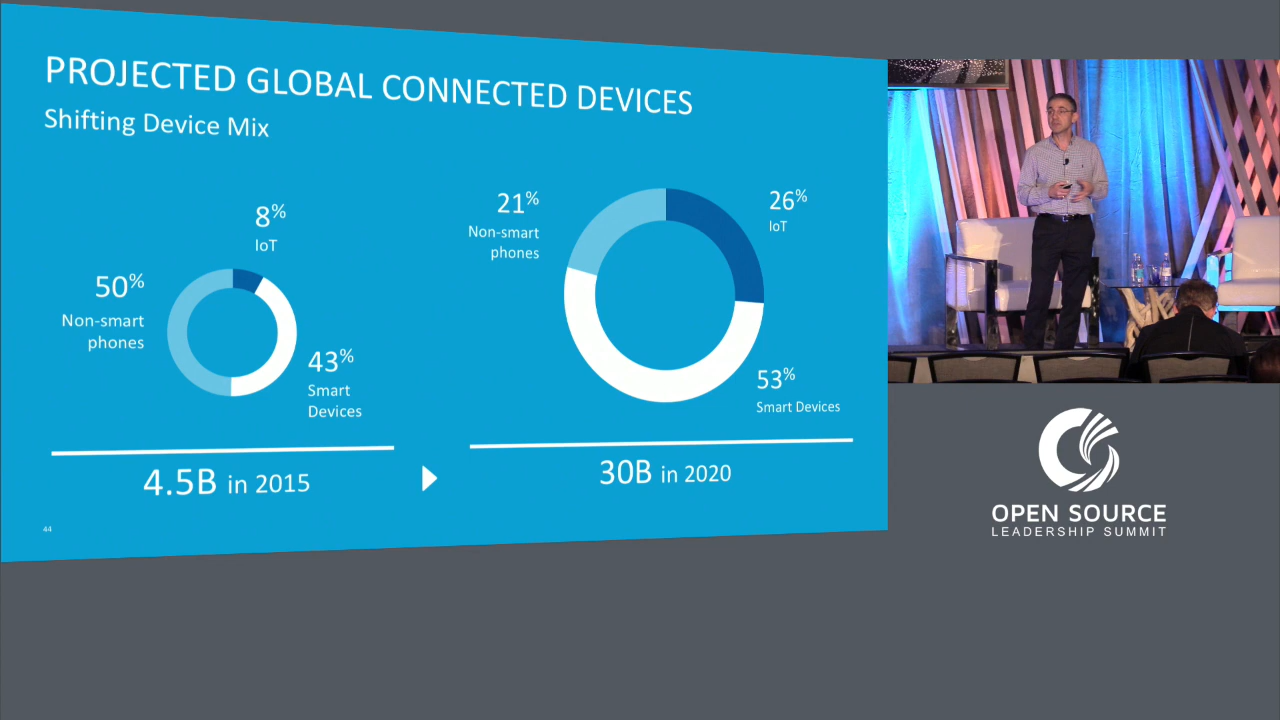 PROJECTED GLOBAL CONNECTED DEVICES
Shifting Device Mix
8%
IoT
50%
Non-smart
phones
43%
Smart
Devices
4.5B in 2015
21%
Non-smart
phones
26%
IoT
53%
Smart Devices
30B in 2020
44
OPEN SOURCE
LEADERSHIP SUMMIT